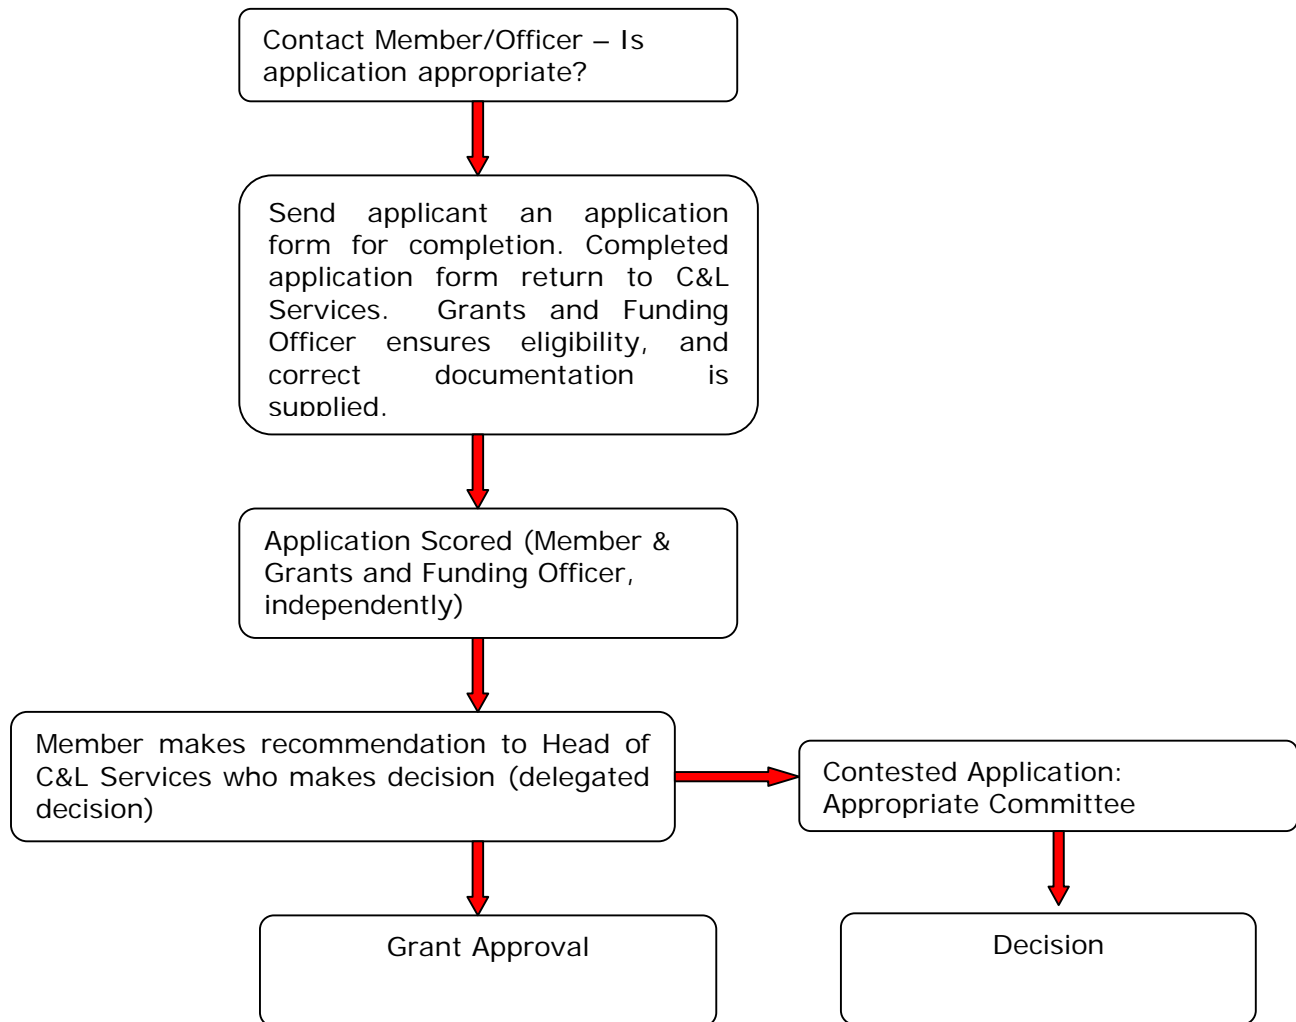 Contact Member/Officer – Is
application appropriate?
Send applicant an application
form for completion. Completed
application form return to C&L
Services. Grants and Funding
Officer ensures eligibility, and
correct documentation is
supplied.
Application Scored (Member &
Grants and Funding Officer,
independently)
Member makes recommendation to Head of
C&L Services who makes decision (delegated
decision)
Contested Application:
Appropriate Committee
Grant Approval
Decision